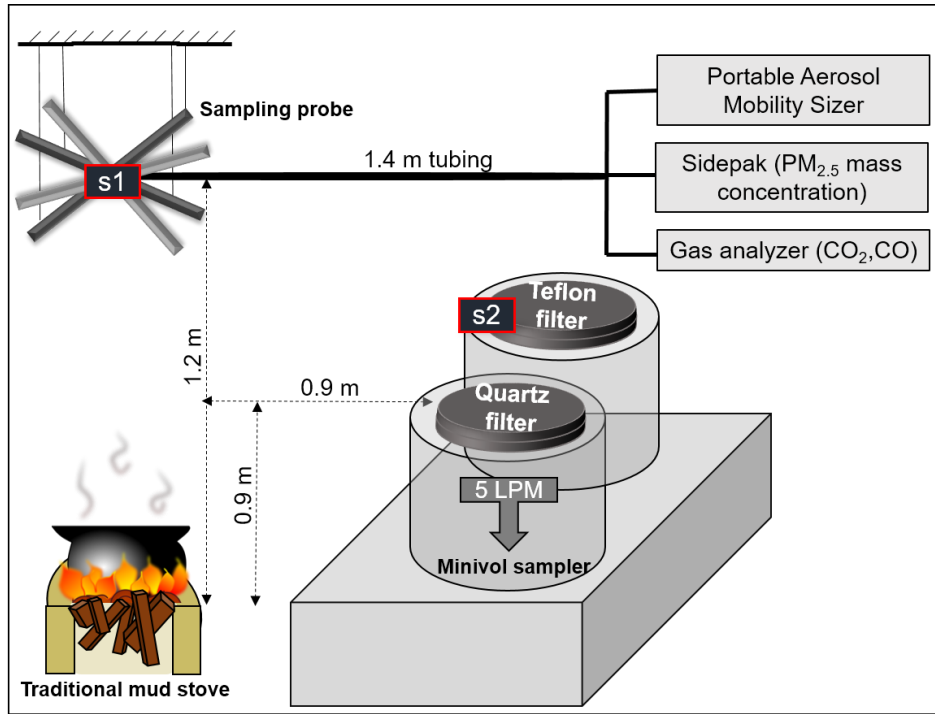 Portable Aerosol
Mobility Sizer
Sampling probe
1.4 m tubing
s1
Sidepak (PM2.5 mass
concentration)
Gas analyzer (CO2,CO)
Teflon
filter
s2
1.2 m
0.9 m
Quartz
filter
0.9 m
5 LPM
Minivol sampler
Traditional mud stove